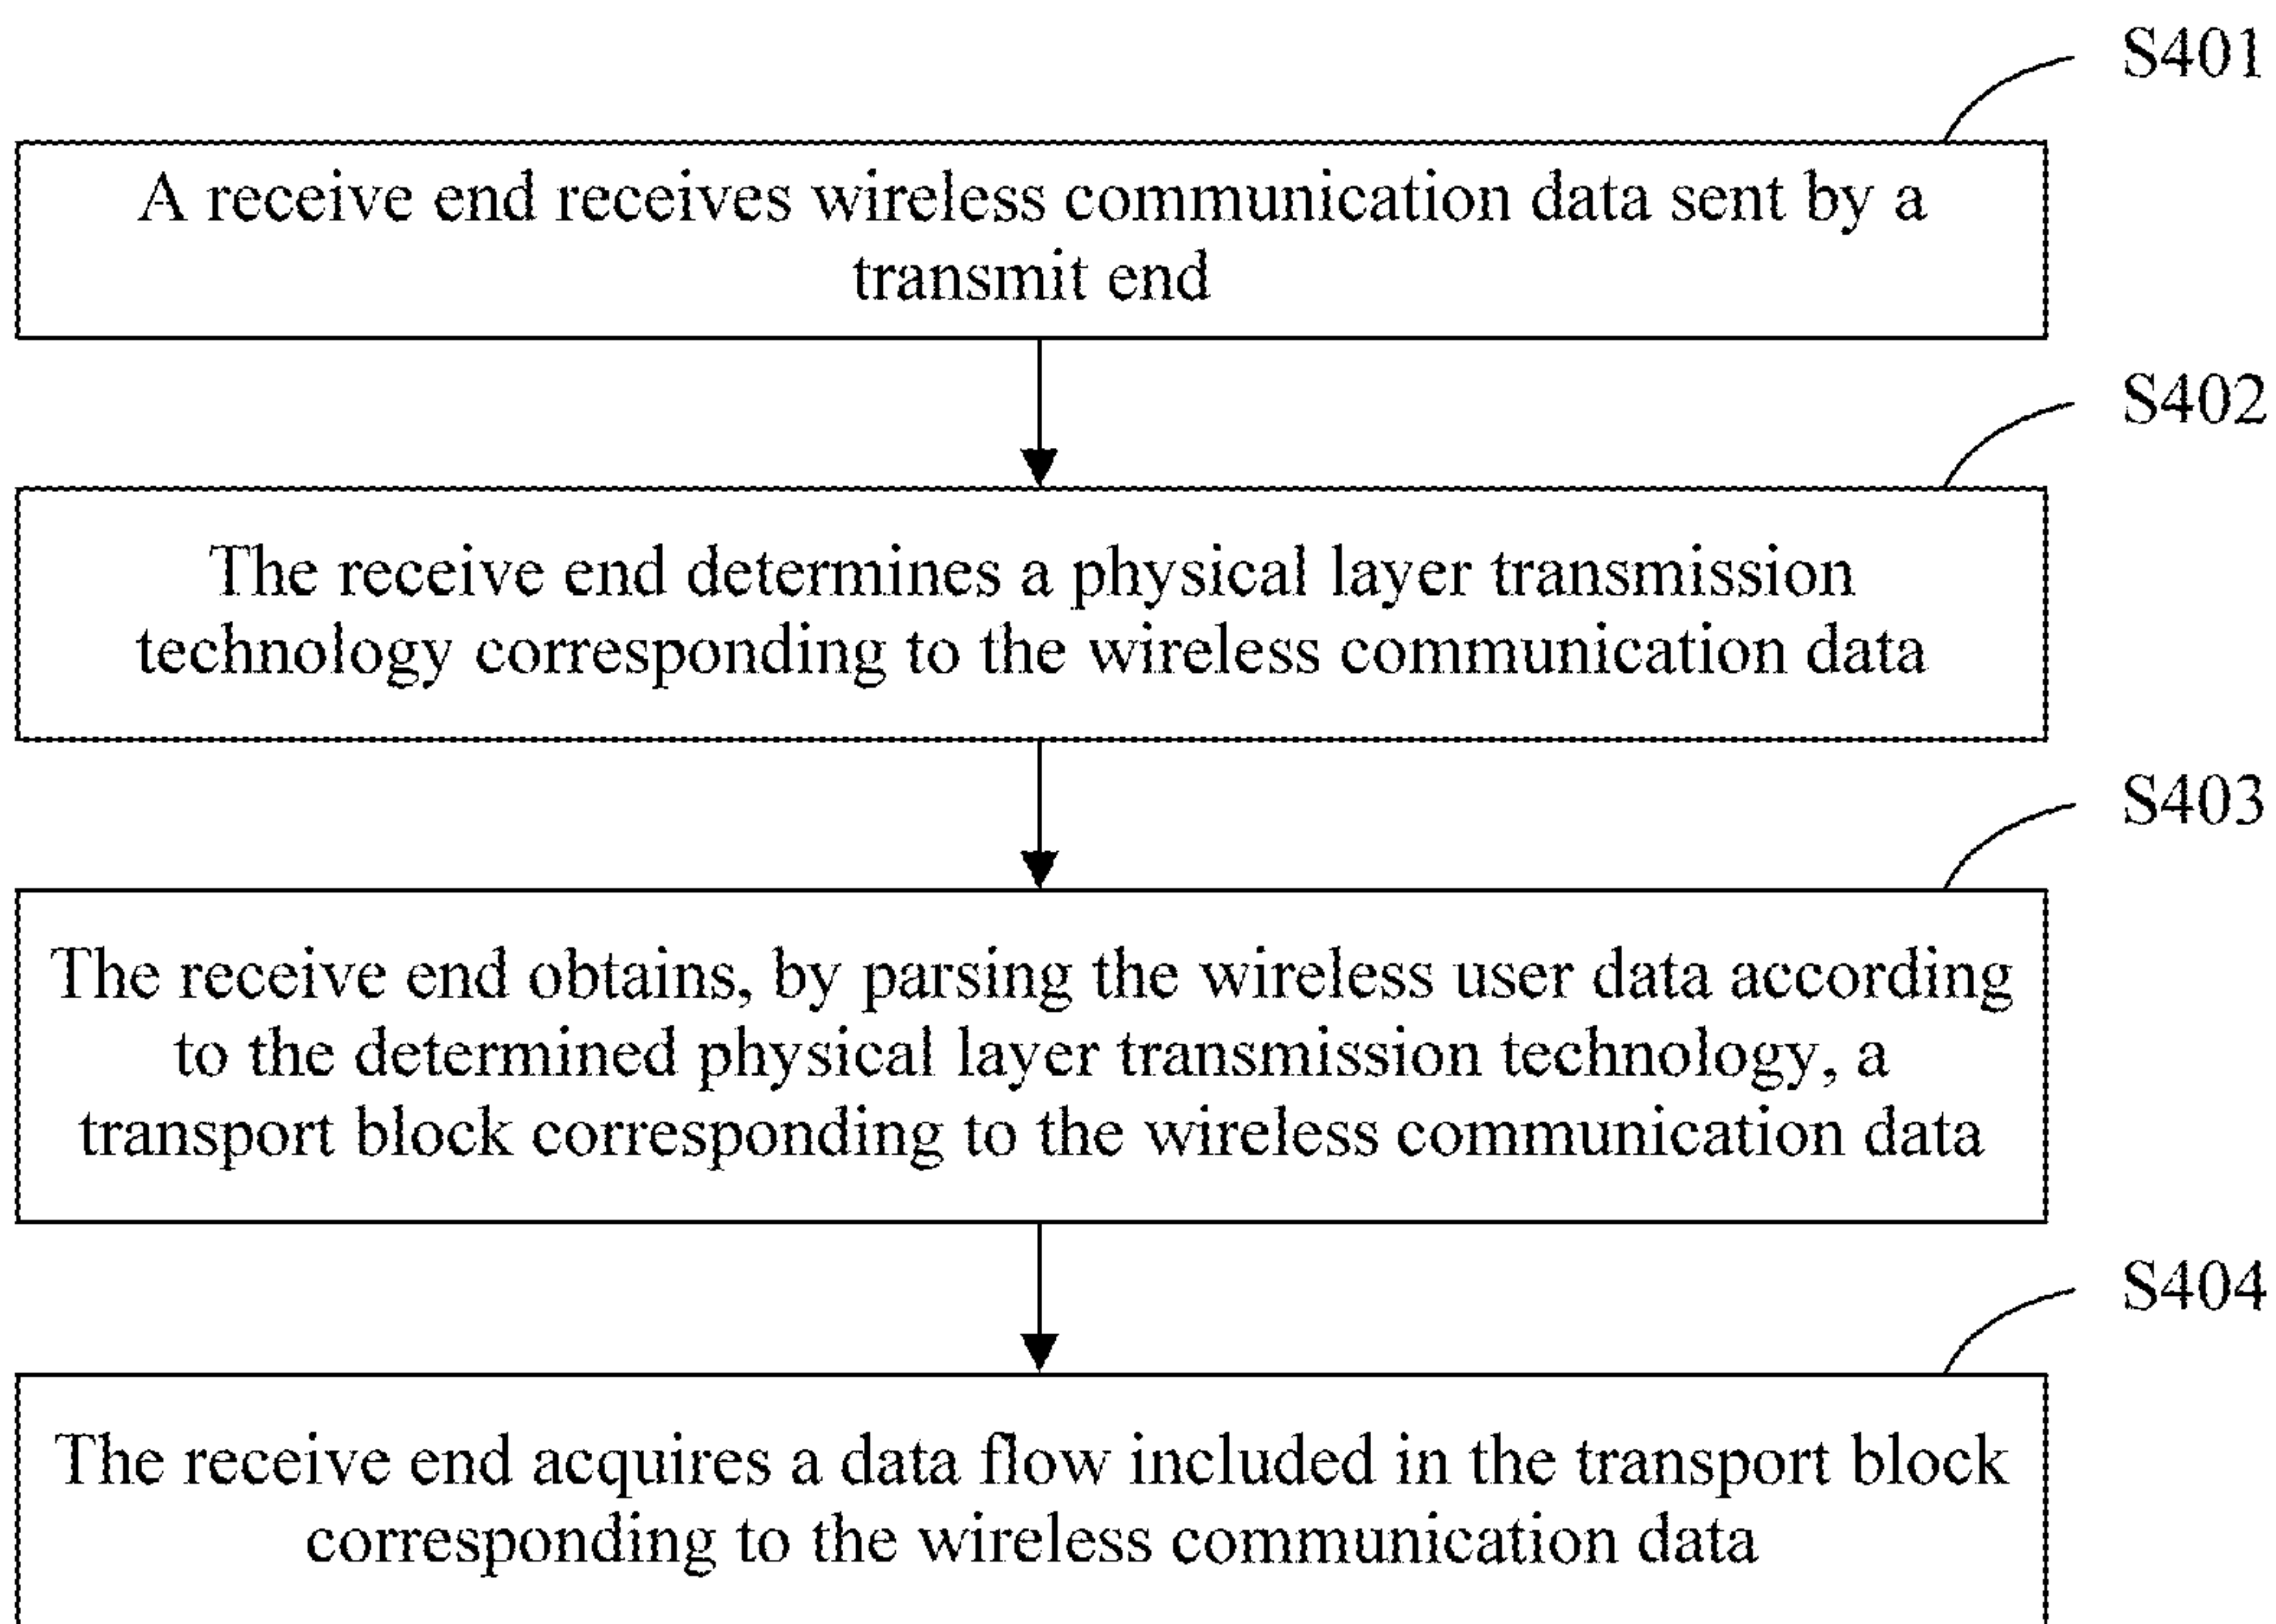 S401
A receive end receives wireless communication data sent by a
transmit end
S402
The receive end determines a physical layer transmission
technology corresponding to the wireless communication data
S403
The receive end obtains, by parsing the wireless user data according
to the determined physical layer transmission technology, a
transport block corresponding to the wireless communication data
S404
The receive end acquires a data flow included in the transport block
corresponding to the wireless communication data